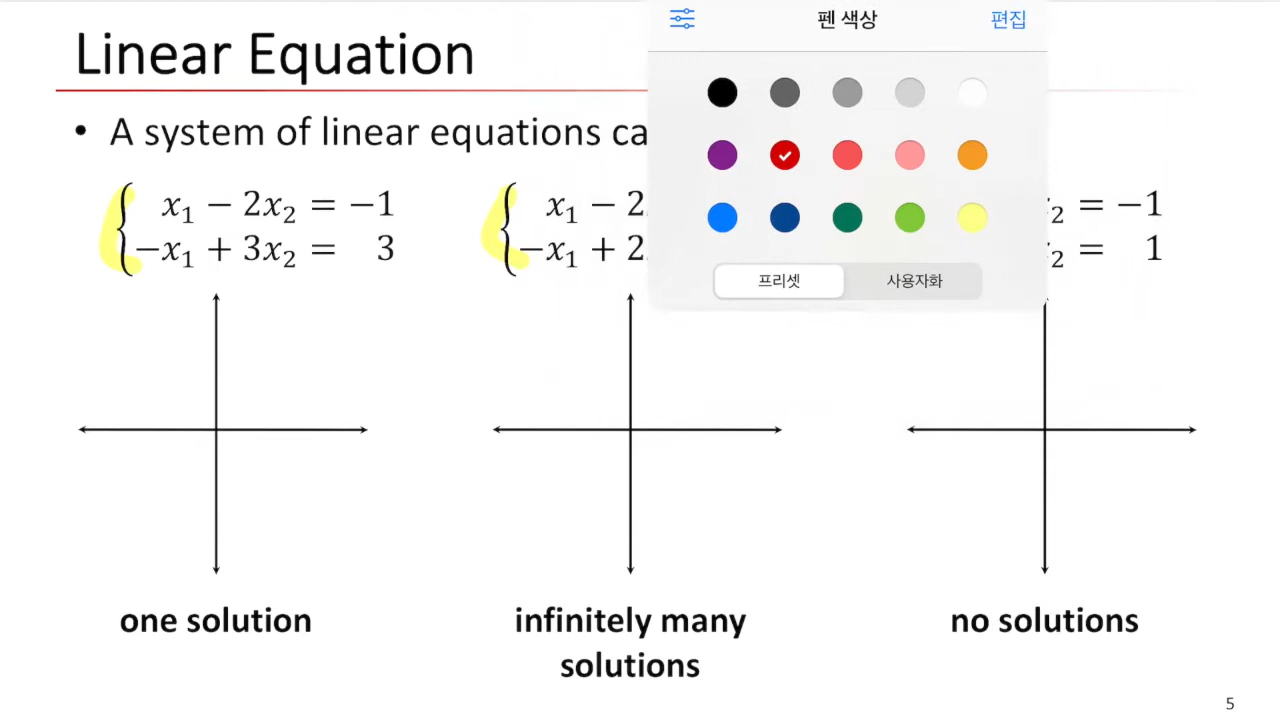 Linear Equation
펜 색상
편집
• A system of linear equations ca
x₁ − 2x₂ = −1
−x₁ + 3x₂ = 3
x₁ − 2
−x₁ + 2
₂ = −1
₂ = 1
프리셋
사용자화
one solution
infinitely many
solutions
no solutions
5